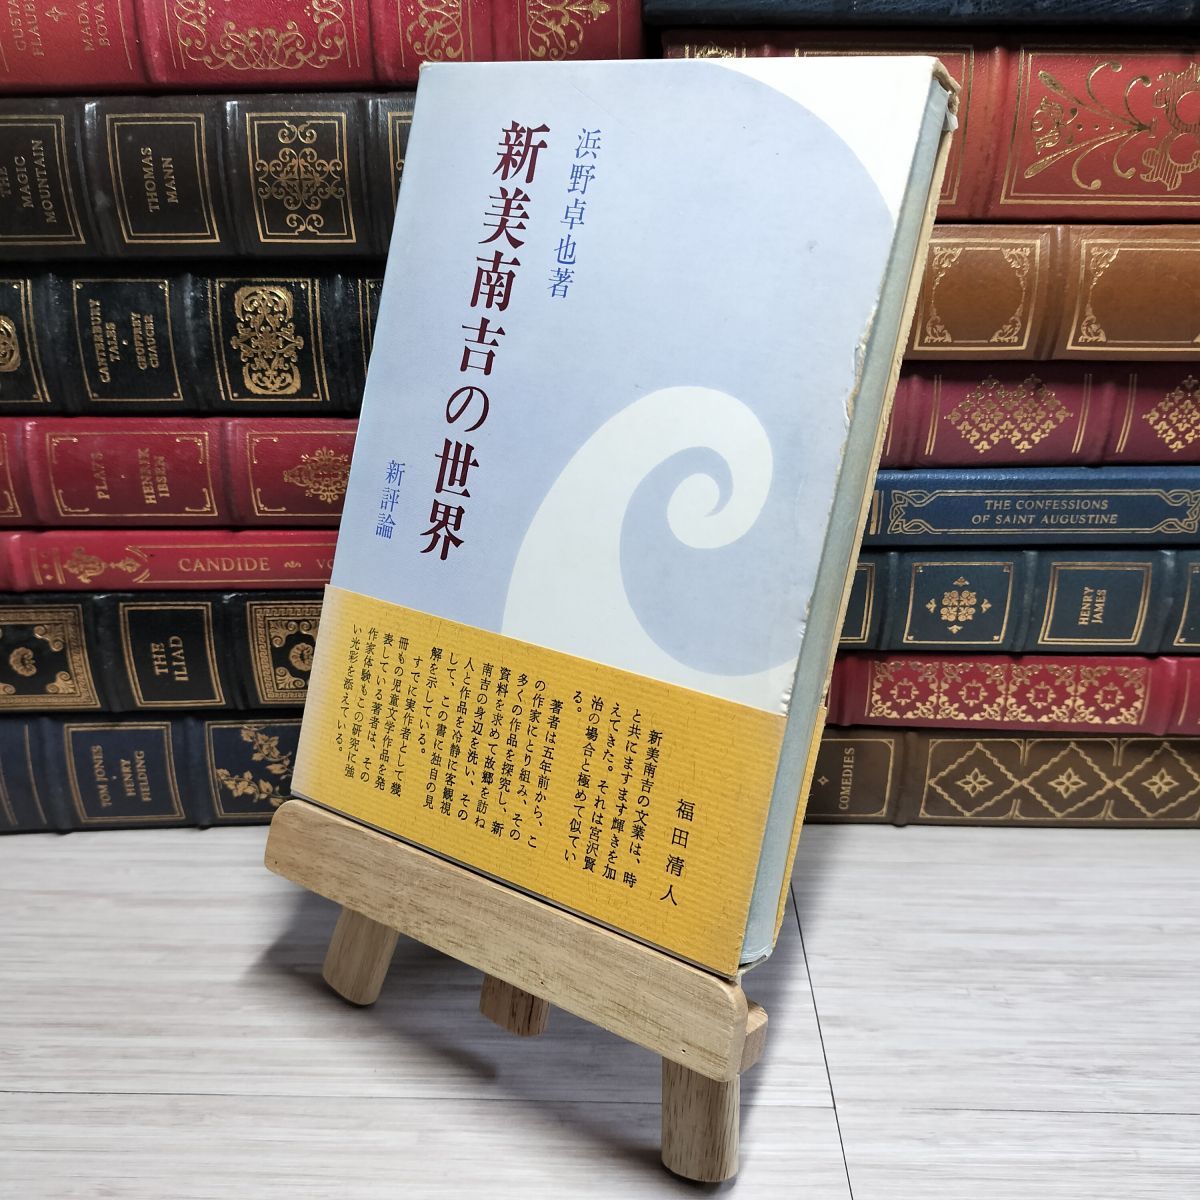 浜野卓也著
新美南吉の世界
新評論
福田清人
新美南吉の文業は、時
と共にますます輝きを加
えてきた。それは宮沢賢
治の場合と極めて似てい
る。
著者は五年前から、こ
の作家にとり組み、その
多くの作品を探究し、新
資料を求めて故郷を訪ね
南吉の身辺を洗い、その
人と作品を冷静に客観視
して、この書に独自の見
解を示している。
すでに実作者として幾
冊もの児童文学作品を発
表している著者は、その
作家体験もこの研究に強
い光彩を添えている。
GUSTA
FLAUBE
MADA
BOVA
THE
MAGIC
MOUNTAIN
THOMAS
MANN
CANTERBURY
TALES
GEOFFREY
CHAUCER
PLAYS
HENRIK
IBSEN
CANDIDE
VO
THE
ILIAD
TOM JONES
HENRY
FIELDING
THE CONFESSIONS
OF SAINT AUGUSTINE
HENRY
JAMES
COMEDIES